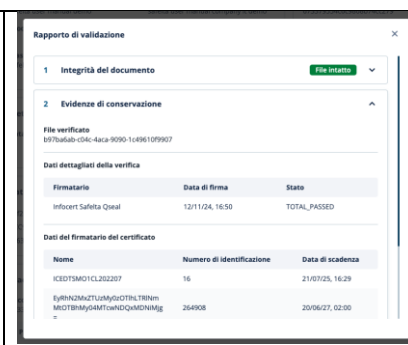 Rapporto di validazione
1 Integrità del documento File intatto
2 Evidenze di conservazione
File verificato
b97ba6ab-c04c-4aca-9090-1c49610f9907
Dati dettagliati della verifica
Firmatario Data di firma Stato
Infocert Safelta Qseal 12/11/24, 16:50 TOTAL_PASSED
Dati del firmatario del certificato
Nome Numero di identificazione Data di scadenza
ICEDTSMO1CL202207 16 21/07/25, 16:29
264908 20/06/27, 02:00